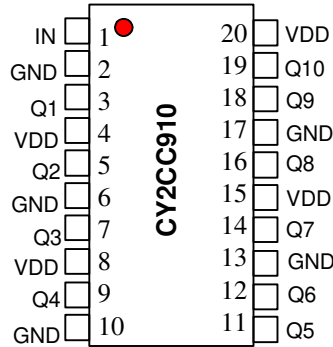 IN 1 20 VDD
GND 2 19 Q10
Q1 3 18 Q9
VDD 4 17 GND
Q2 5 16 Q8
GND 6 15 VDD
Q3 7 14 Q7
VDD 8 13 GND
Q4 9 12 Q6
GND 10 11 Q5
CY2CC910